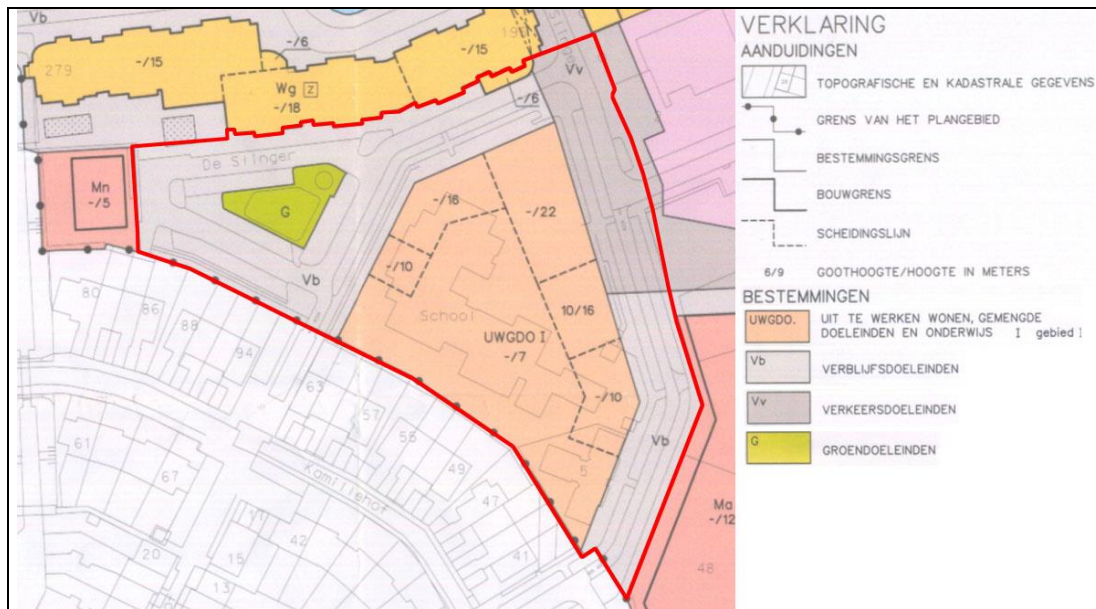 Vb
-/6
-/15
199
279
-/15
Wg Z
-/18
-/6
Vv
De Silnger
Mn
-/5
G
-/16
-/22
-/10
Vb
80
86
88
94
School
10/16
UWGDO I
-/7
-/10
63
57
55
49
47
41
5
Vb
61
67
Kamillehof
11
42
20
15
13
Ma
-/12
48
VERKLARING
AANDUIDINGEN
TOPOGRAFISCHE EN KADASTRALE GEGEVENS
GRENS VAN HET PLANGEBIED
BESTEMMINGSGRENS
BOUWGRENS
SCHEIDINGSLIJN
6/9 GOOTHOOGTE/HOOGTE IN METERS
BESTEMMINGEN
UWGDO. UIT TE WERKEN WONEN, GEMENGDE
DOELEINDEN EN ONDERWIJS I gebied I
Vb VERBLIJFSDOELEINDEN
Vv VERKEERSDOELEINDEN
G GROENDOELEINDEN